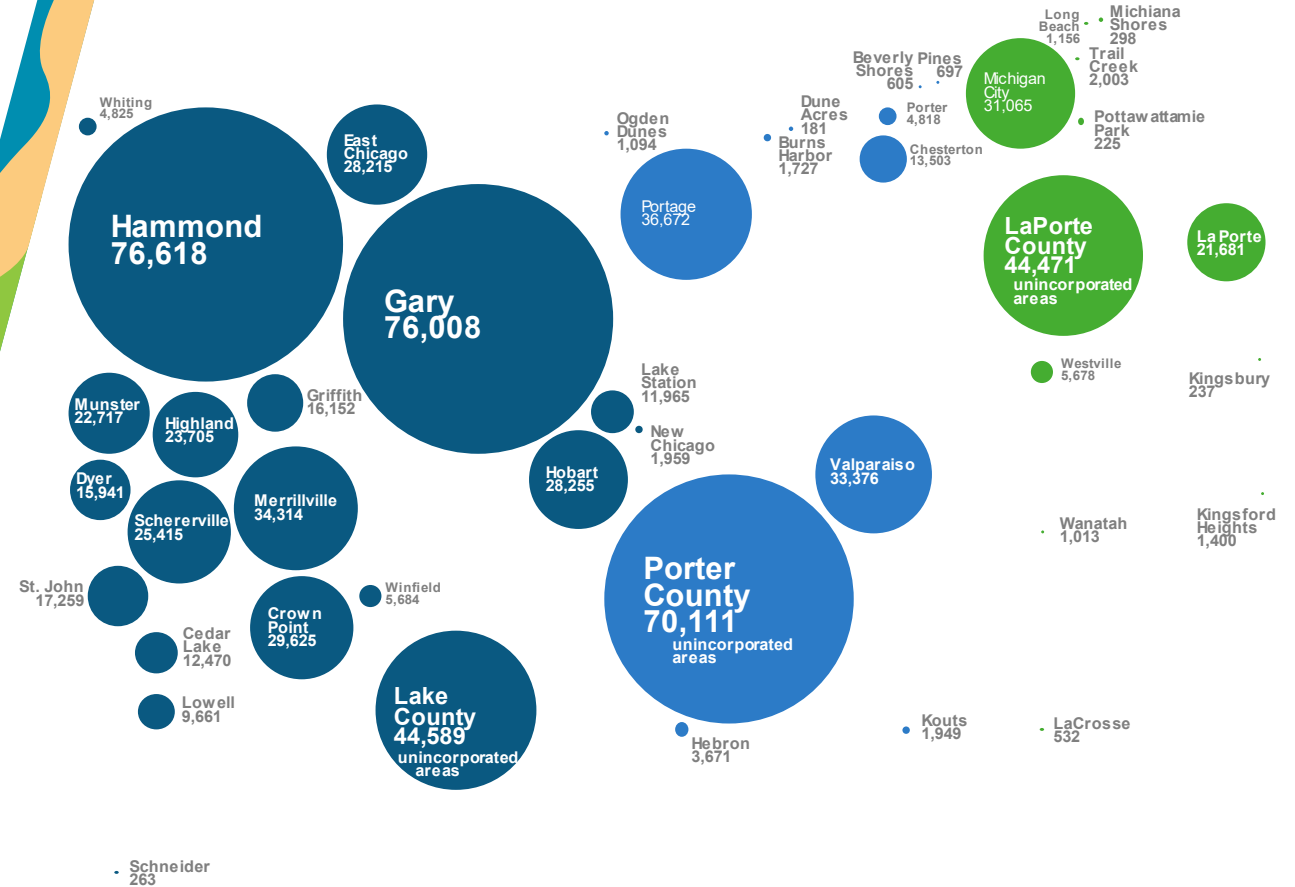 Long
Beach
1,156
Michiana
Shores
298
Trail
Creek
2,003
Beverly
Shores
605
Pines
697
Michigan
City
31,065
Whiting
4,825
Dune
Acres
181
Porter
4,818
Pottawattamie
Park
225
Ogden
Dunes
1,094
Burns
Harbor
1,727
Chesterton
13,503
East
Chicago
28,215
Hammond
76,618
Portage
36,672
LaPorte
County
44,471
unincorporated
areas
La Porte
21,681
Gary
76,008
Lake
Station
11,965
Westville
5,678
Kingsbury
237
Munster
22,717
Highland
23,705
Griffith
16,152
New
Chicago
1,959
Hobart
28,255
Valparaiso
33,376
Dyer
15,941
Merrillville
34,314
Schererville
25,415
Wanatah
1,013
Kingsford
Heights
1,400
St. John
17,259
Winfield
5,684
Porter
County
70,111
unincorporated
areas
Crown
Point
29,625
Cedar
Lake
12,470
Lowell
9,661
Lake
County
44,589
unincorporated
areas
Hebron
3,671
Kouts
1,949
LaCrosse
532
Schneider
263